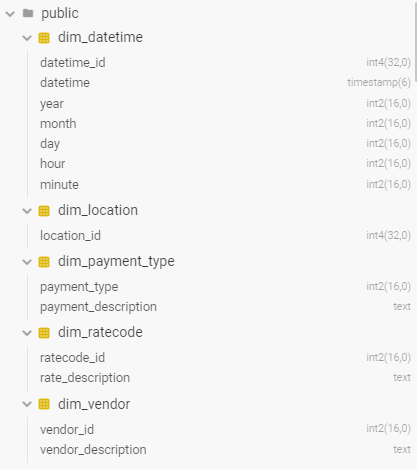 public
dim_datetime
datetime_id int4(32,0)
datetime timestamp(6)
year int2(16,0)
month int2(16,0)
day int2(16,0)
hour int2(16,0)
minute int2(16,0)
dim_location
location_id int4(32,0)
dim_payment_type
payment_type int2(16,0)
payment_description text
dim_ratecode
ratecode_id int2(16,0)
rate_description text
dim_vendor
vendor_id int2(16,0)
vendor_description text